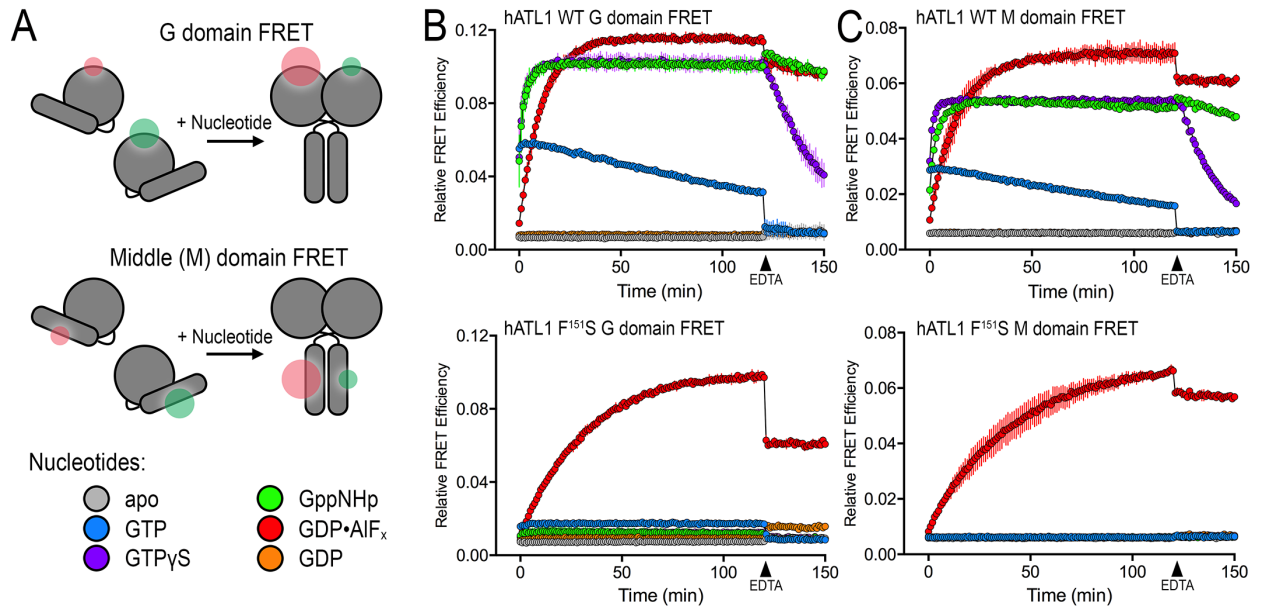 A
G domain FRET
+ Nucleotide
Middle (M) domain FRET
+ Nucleotide
Nucleotides:
apo
GTP
GTPγS
GppNHp
GDP•AlFx
GDP
B
hATL1 WT G domain FRET
Relative FRET Efficiency
0.12
0.08
0.04
0.00
0
50
100
150
EDTA
Time (min)
hATL1 F151S G domain FRET
Relative FRET Efficiency
0.12
0.08
0.04
0.00
0
50
100
150
EDTA
Time (min)
C
hATL1 WT M domain FRET
Relative FRET Efficiency
0.08
0.06
0.04
0.02
0.00
0
50
100
150
EDTA
Time (min)
hATL1 F151S M domain FRET
Relative FRET Efficiency
0.08
0.06
0.04
0.02
0.00
0
50
100
150
EDTA
Time (min)